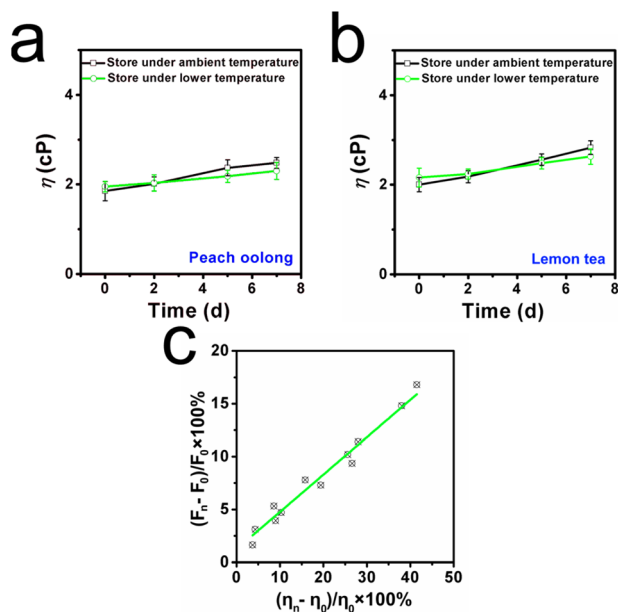 a
Store under ambient temperature
Store under lower temperature
4
2
0
η (cP)
Peach oolong
0 2 4 6 8
Time (d)
b
Store under ambient temperature
Store under lower temperature
4
2
0
η (cP)
Lemon tea
0 2 4 6 8
Time (d)
c
20
15
10
5
0
(Fn- F0)/F0×100%
0 10 20 30 40 50
(ηn- η0)/η0×100%